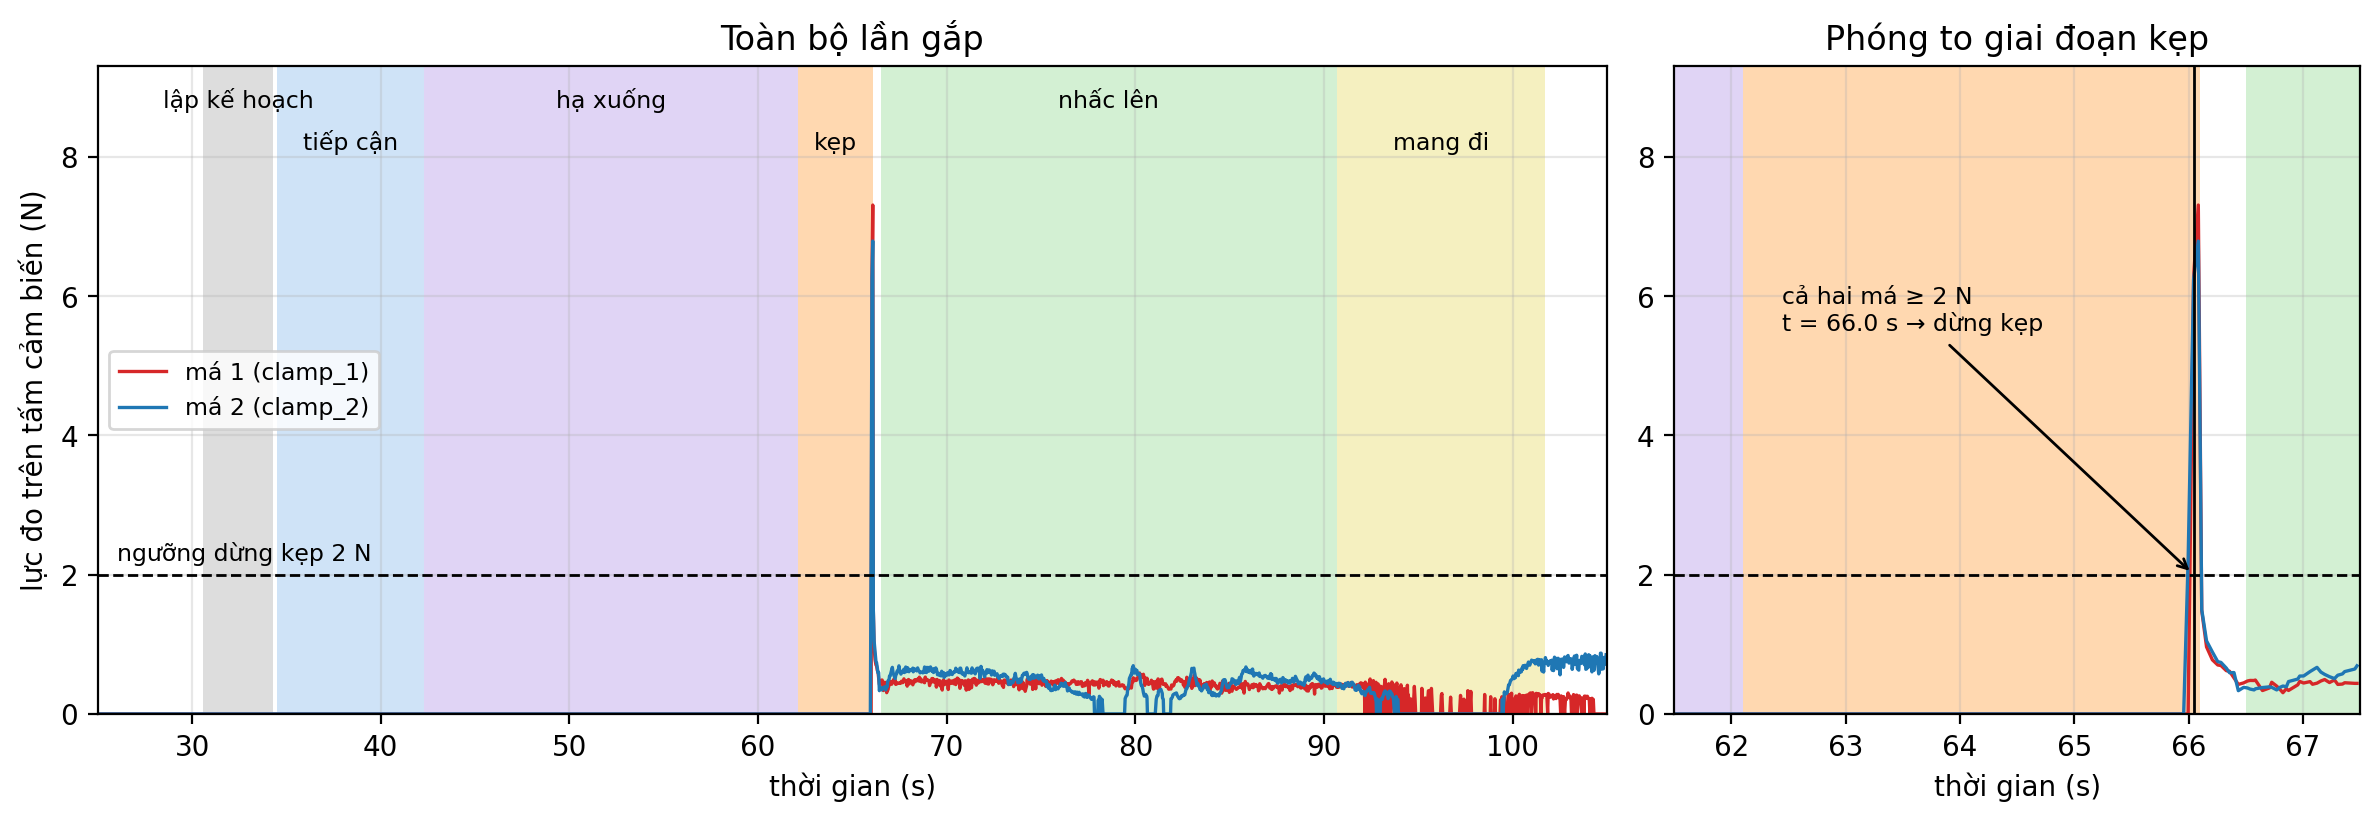 Toàn bộ lần gắp
lực đo trên tấm cảm biến (N)
8
6
4
2
0
lập kế hoạch
tiếp cận
hạ xuống
kẹp
nhấc lên
mang đi
má 1 (clamp_1)
má 2 (clamp_2)
ngưỡng dừng kẹp 2 N
30 40 50 60 70 80 90 100
thời gian (s)
Phóng to giai đoạn kẹp
8
6
4
2
0
cả hai má ≥ 2 N
t = 66.0 s → dừng kẹp
62 63 64 65 66 67
thời gian (s)